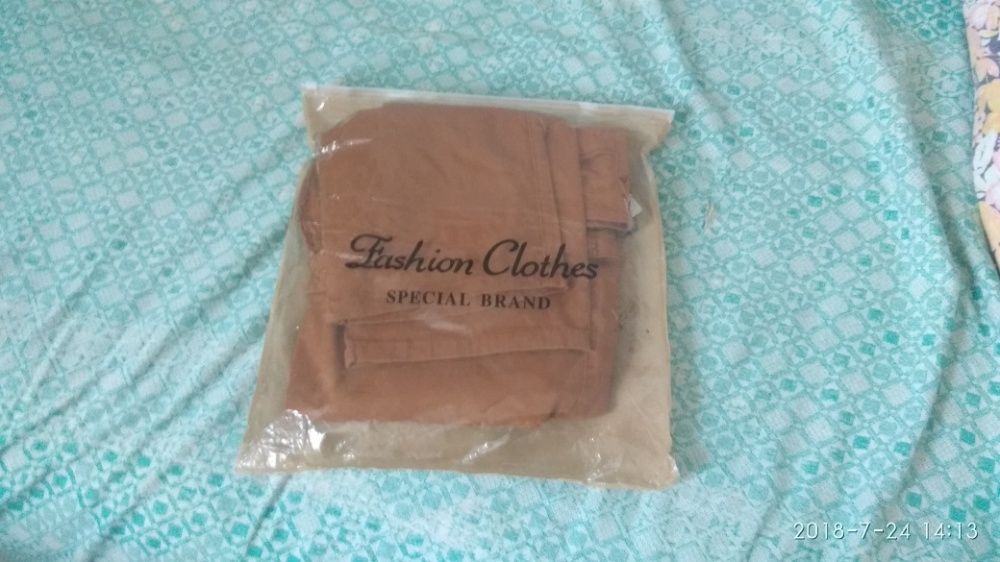 Fashion Clothes
SPECIAL BRAND
2018-7-24 14:13